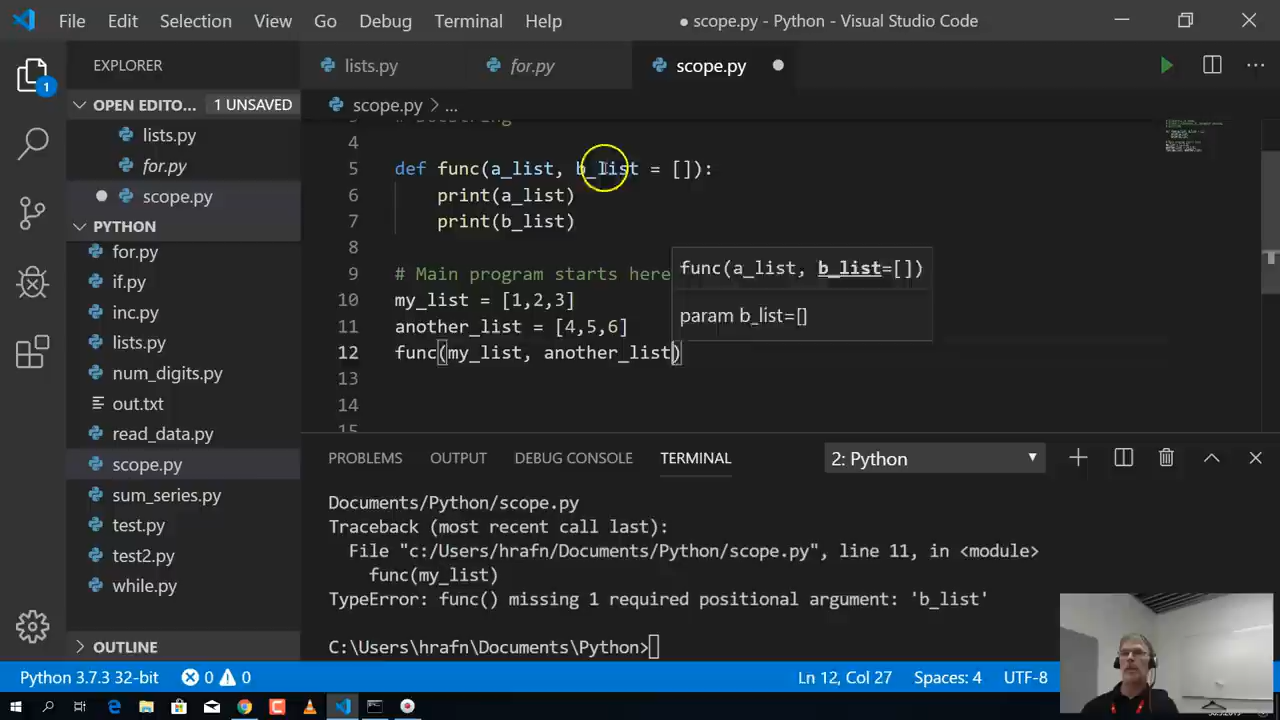 File Edit Selection View Go Debug Terminal Help
● scope.py - Python - Visual Studio Code
EXPLORER
lists.py
for.py
scope.py
OPEN EDITO... 1 UNSAVED
lists.py
for.py
scope.py
PYTHON
for.py
if.py
inc.py
lists.py
num_digits.py
out.txt
read_data.py
scope.py
sum_series.py
test.py
test2.py
while.py
OUTLINE
1
scope.py > ...
4
5 def func(a_list, b_list = []):
6 print(a_list)
7 print(b_list)
8
9 # Main program starts here
10 my_list = [1,2,3]
11 another_list = [4,5,6]
12 func(my_list, another_list)
13
14
15
func(a_list, b_list=[])
param b_list=[]
PROBLEMS OUTPUT DEBUG CONSOLE TERMINAL
2: Python
Documents/Python/scope.py
Traceback (most recent call last):
File "c:/Users/hrafn/Documents/Python/scope.py", line 11, in <module>
func(my_list)
TypeError: func() missing 1 required positional argument: 'b_list'
C:\Users\hrafn\Documents\Python>
Python 3.7.3 32-bit 0 0 Ln 12, Col 27 Spaces: 4 UTF-8